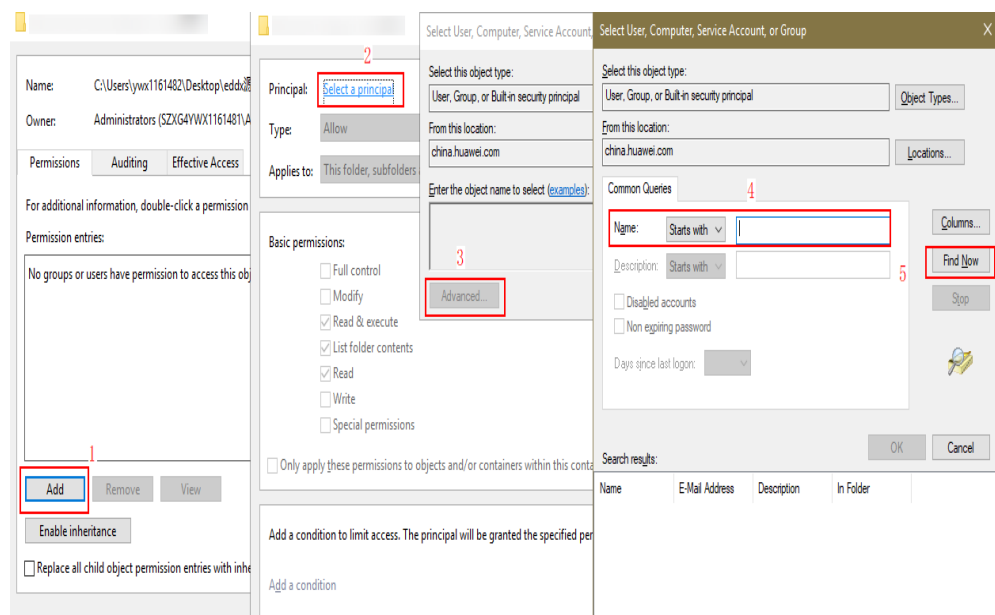 Name: C:\Users\ywx1161482\Desktop\eddx源
Owner: Administrators (SZXG4YWX1161481\A
Permissions Auditing Effective Access
For additional information, double-click a permission
Permission entries:
No groups or users have permission to access this obj
1
Add Remove View
Enable inheritance
Replace all child object permission entries with inhe
2
Principal: Select a principal
Type: Allow
Applies to: This folder, subfolders
Basic permissions:
Full control
Modify
Read & execute
List folder contents
Read
Write
Special permissions
Only apply these permissions to objects and/or containers within this conta
Add a condition to limit access. The principal will be granted the specified per
Add a condition
Select User, Computer, Service Account,
Select this object type:
User, Group, or Built-in security principal
From this location:
china.huawei.com
Enter the object name to select (examples):
3
Advanced...
Select User, Computer, Service Account, or Group
Select this object type:
User, Group, or Built-in security principal Object Types...
From this location:
china.huawei.com Locations...
Common Queries
4
Name: Starts with Columns...
Description: Starts with 5 Find Now
Disabled accounts Stop
Non expiring password
Days since last logon:
OK Cancel
Search results:
Name E-Mail Address Description In Folder